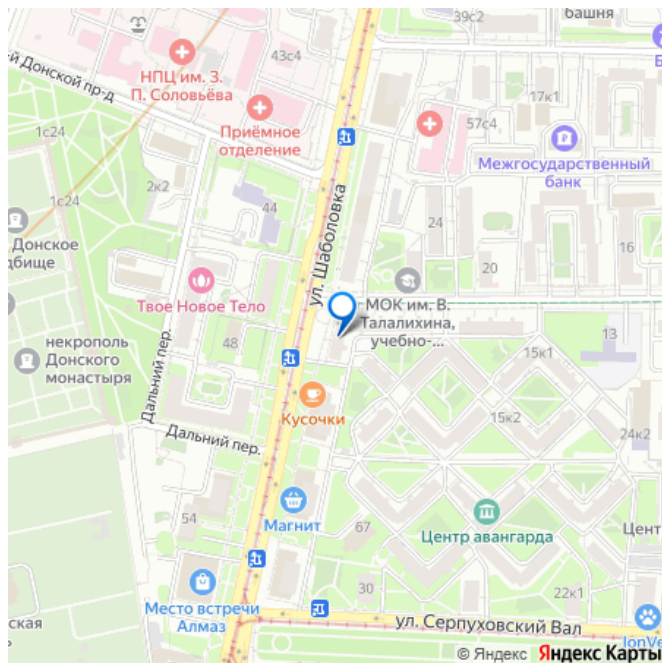 39с2
башня
43с4
Б
НПЦ им. З.
П. Соловьёва
й Донской пр-д
17к1
57с4
Приёмное
отделение
1с24
Межгосударственный
банк
2к2
1с24
44
24
ул. Шаболовка
Донское
дбище
16
20
Твое Новое Тело
МОК им. В.
Талалихина,
учебно-...
13
некрополь
Донского
монастыря
48
15к1
Дальний пер.
Кусочки
15к2
24к2
Дальний пер.
54
Магнит
67
Центр авангарда
Цент
30
22к1
Место встречи
Алмаз
ул. Серпуховский Вал
ская
ь
IonVe
© Яндекс Яндекс Карты